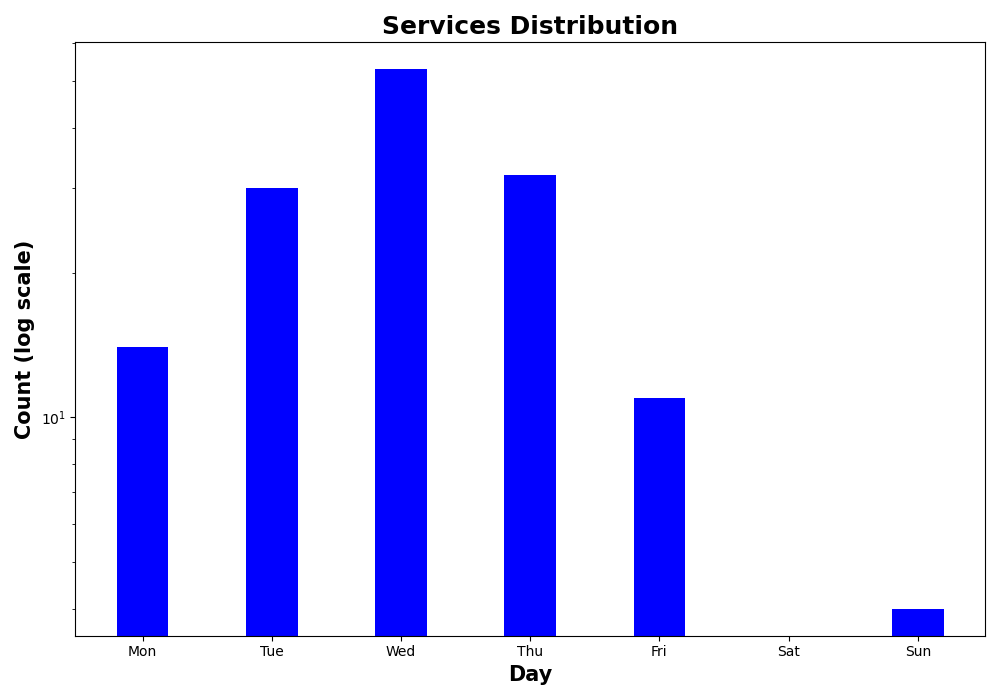 Services Distribution
Count (log scale)
10¹
Mon Tue Wed Thu Fri Sat Sun
Day